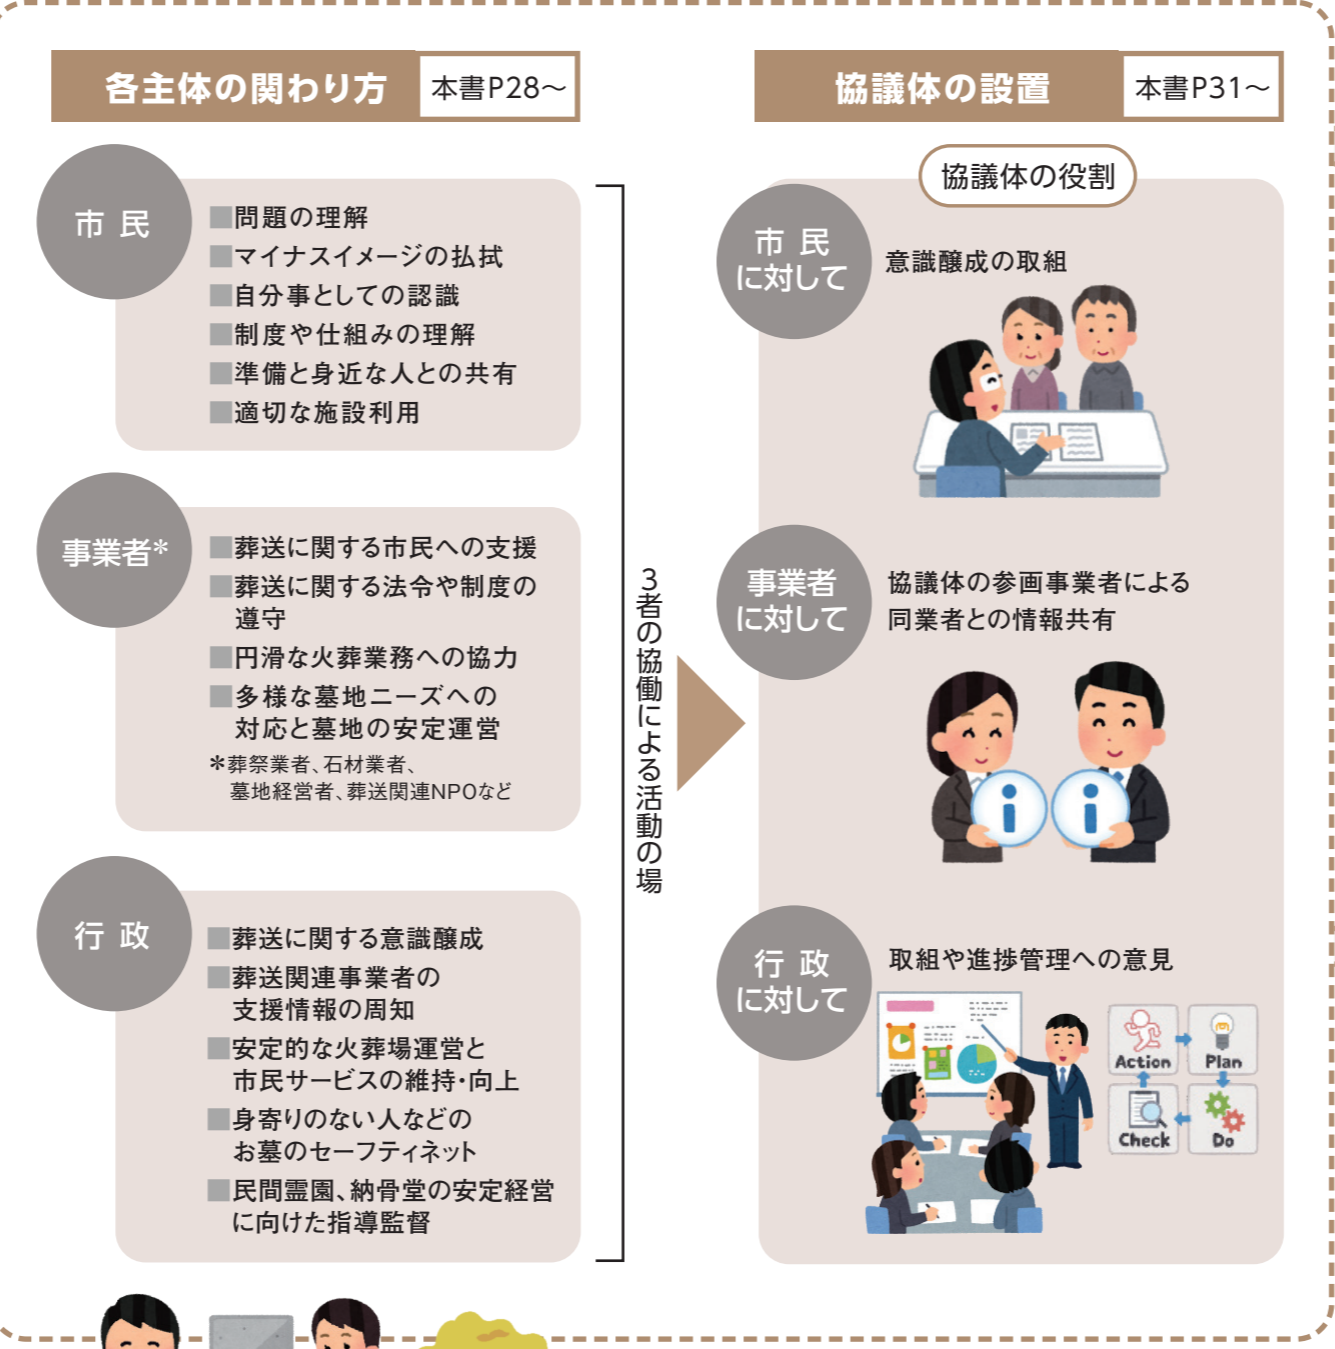 各主体の関わり方 本書P28～
市 民
■問題の理解
■マイナスイメージの払拭
■自分事としての認識
■制度や仕組みの理解
■準備と身近な人との共有
■適切な施設利用
事業者*
■葬送に関する市民への支援
■葬送に関する法令や制度の
遵守
■円滑な火葬業務への協力
■多様な墓地ニーズへの
対応と墓地の安定運営
*葬祭業者、石材業者、
墓地経営者、葬送関連NPOなど
行 政
■葬送に関する意識醸成
■葬送関連事業者の
支援情報の周知
■安定的な火葬場運営と
市民サービスの維持・向上
■身寄りのない人などの
お墓のセーフティネット
■民間霊園、納骨堂の安定経営
に向けた指導監督
3者の協働による活動の場
協議体の設置 本書P31～
協議体の役割
市 民
に対して
意識醸成の取組
事業者
に対して
協議体の参画事業者による
同業者との情報共有
i i
行 政
に対して
取組や進捗管理への意見
Action Plan
Check Do